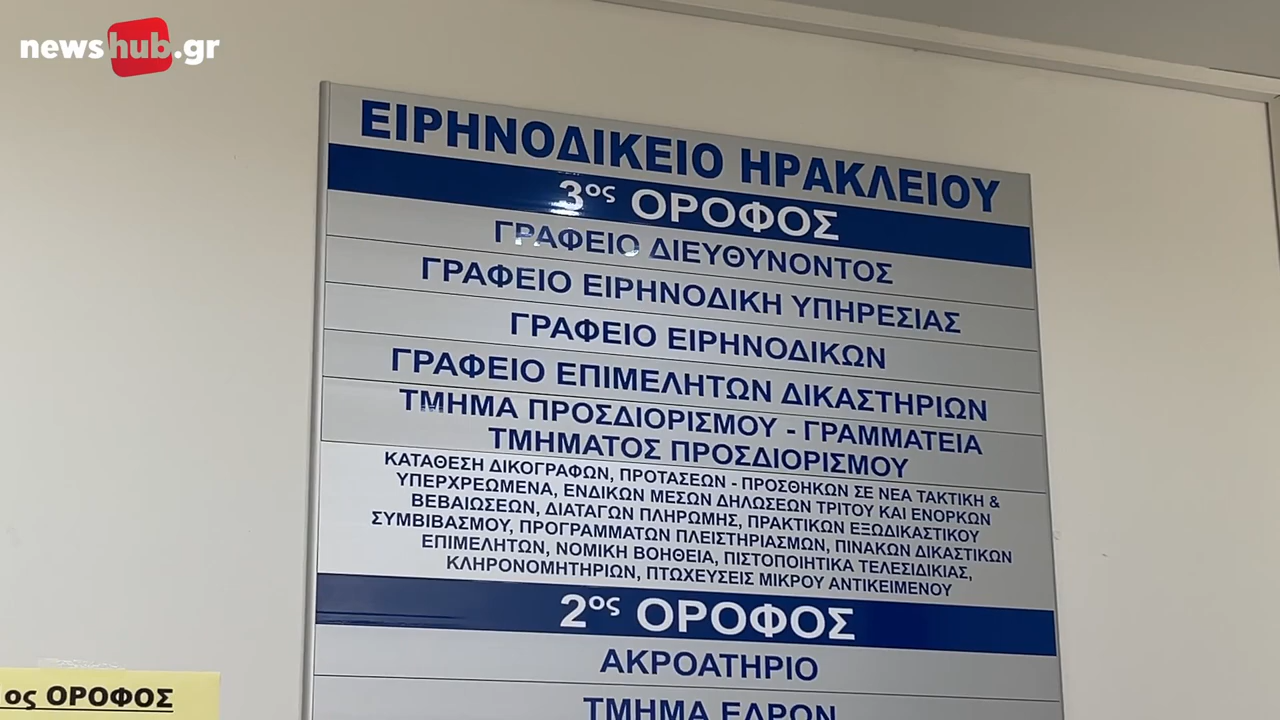 newshub.gr
ΕΙΡΗΝΟΔΙΚΕΙΟ ΗΡΑΚΛΕΙΟΥ
3ος ΟΡΟΦΟΣ
ΓΡΑΦΕΙΟ ΔΙΕΥΘΥΝΟΝΤΟΣ
ΓΡΑΦΕΙΟ ΕΙΡΗΝΟΔΙΚΗ ΥΠΗΡΕΣΙΑΣ
ΓΡΑΦΕΙΟ ΕΙΡΗΝΟΔΙΚΩΝ
ΓΡΑΦΕΙΟ ΕΠΙΜΕΛΗΤΩΝ ΔΙΚΑΣΤΗΡΙΩΝ
ΤΜΗΜΑ ΠΡΟΣΔΙΟΡΙΣΜΟΥ - ΓΡΑΜΜΑΤΕΙΑ
ΤΜΗΜΑΤΟΣ ΠΡΟΣΔΙΟΡΙΣΜΟΥ
ΚΑΤΑΘΕΣΗ ΔΙΚΟΓΡΑΦΩΝ, ΠΡΟΤΑΣΕΩΝ - ΠΡΟΣΘΗΚΩΝ ΣΕ ΝΕΑ ΤΑΚΤΙΚΗ &
ΥΠΕΡΧΡΕΩΜΕΝΑ, ΕΝΔΙΚΩΝ ΜΕΣΩΝ ΔΗΛΩΣΕΩΝ ΤΡΙΤΟΥ ΚΑΙ ΕΝΟΡΚΩΝ
ΒΕΒΑΙΩΣΕΩΝ, ΔΙΑΤΑΓΩΝ ΠΛΗΡΩΜΗΣ, ΠΡΑΚΤΙΚΩΝ ΕΞΩΔΙΚΑΣΤΙΚΟΥ
ΣΥΜΒΙΒΑΣΜΟΥ, ΠΡΟΓΡΑΜΜΑΤΩΝ ΠΛΕΙΣΤΗΡΙΑΣΜΩΝ, ΠΙΝΑΚΩΝ ΔΙΚΑΣΤΙΚΩΝ
ΕΠΙΜΕΛΗΤΩΝ, ΝΟΜΙΚΗ ΒΟΗΘΕΙΑ, ΠΙΣΤΟΠΟΙΗΤΙΚΑ ΤΕΛΕΣΙΔΙΚΙΑΣ,
ΚΛΗΡΟΝΟΜΗΤΗΡΙΩΝ, ΠΤΩΧΕΥΣΕΙΣ ΜΙΚΡΟΥ ΑΝΤΙΚΕΙΜΕΝΟΥ
2ος ΟΡΟΦΟΣ
ΑΚΡΟΑΤΗΡΙΟ
ΤΜΗΜΑ ΕΔΡΩΝ
1ος ΟΡΟΦΟΣ